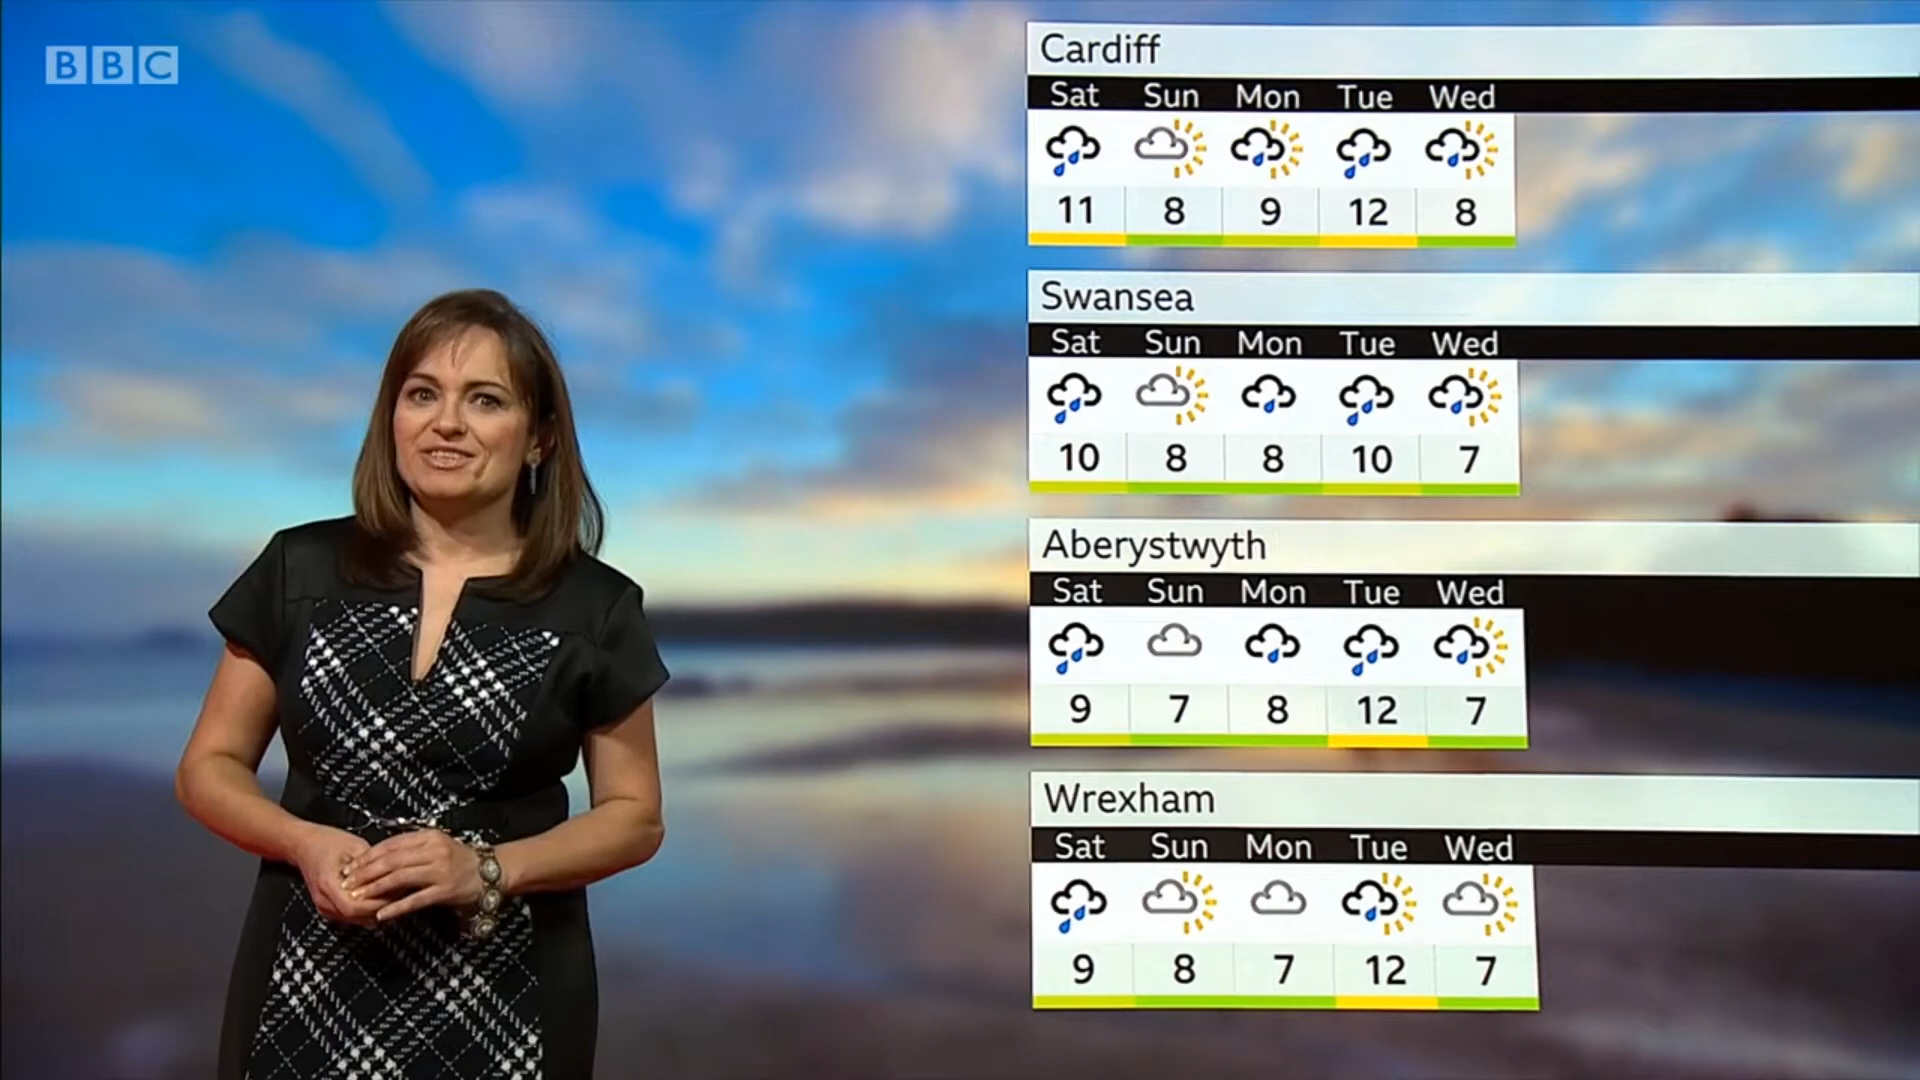 BBC
Cardiff
Sat Sun Mon Tue Wed
11 8 9 12 8
Swansea
Sat Sun Mon Tue Wed
10 8 8 10 7
Aberystwyth
Sat Sun Mon Tue Wed
9 7 8 12 7
Wrexham
Sat Sun Mon Tue Wed
9 8 7 12 7